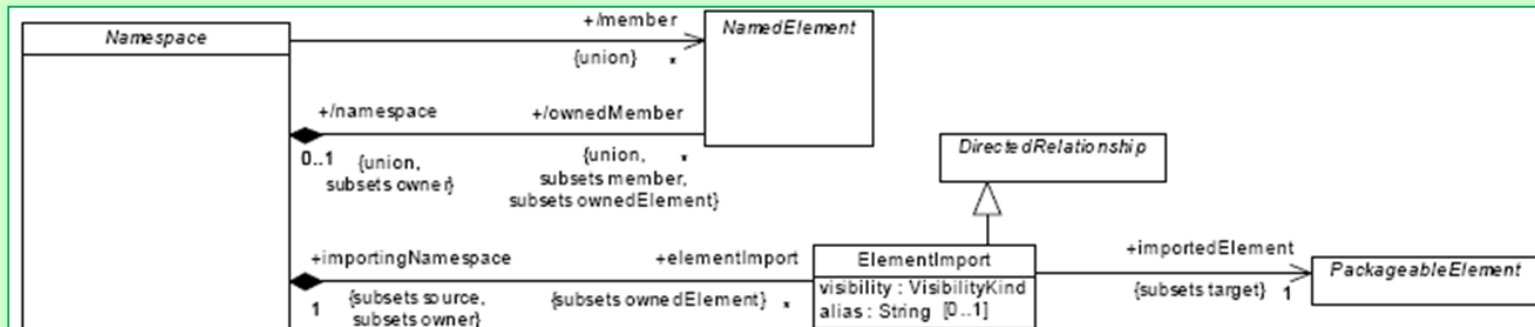 Namespace
+/member
{union} *
NamedElement
+/namespace
0..1 {union,
subsets owner}
+/ownedMember
{union, *
subsets member,
subsets ownedElement}
DirectedRelationship
+importingNamespace
1 {subsets source,
subsets owner}
+elementImport
{subsets ownedElement} *
ElementImport
visibility : VisibilityKind
alias : String [0..1]
+importedElement
{subsets target} 1
PackageableElement